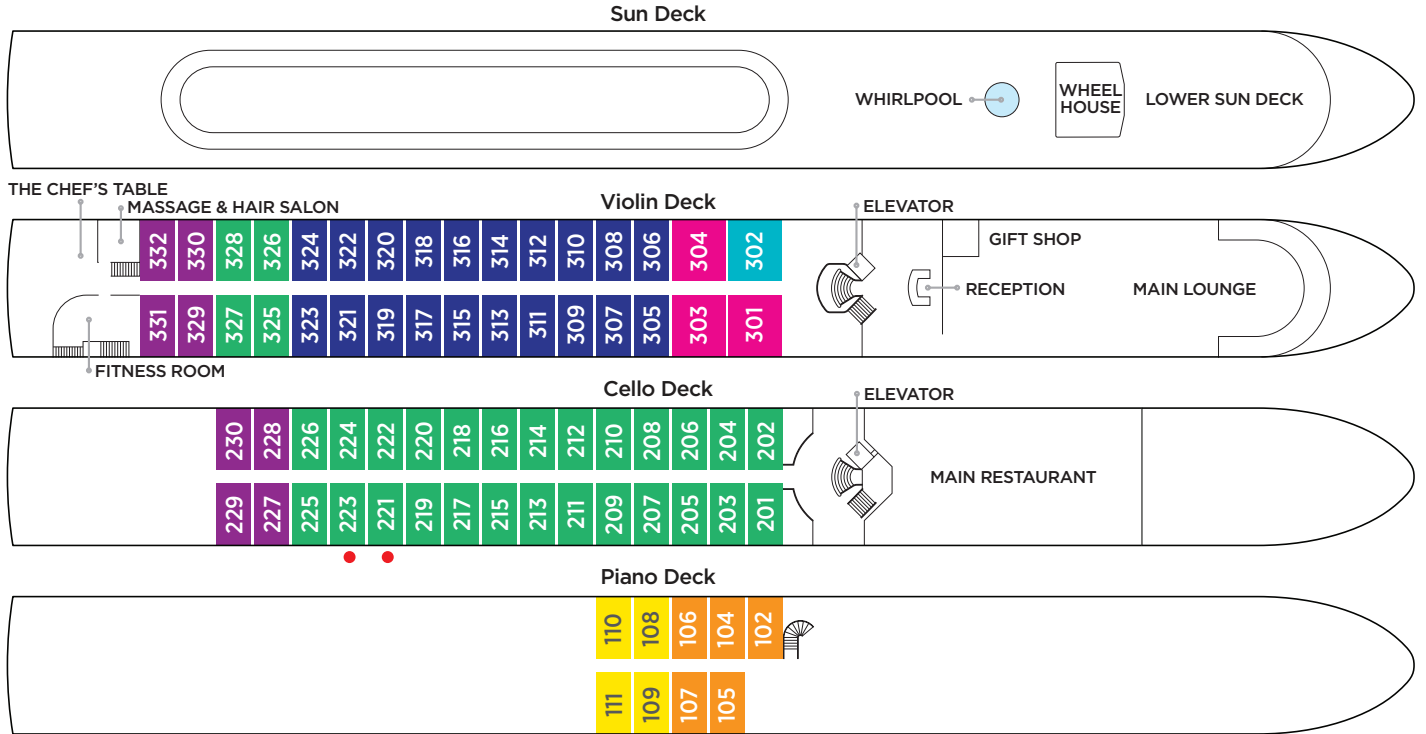 Sun Deck
WHIRLPOOL
WHEEL
HOUSE
LOWER SUN DECK
THE CHEF'S TABLE
MASSAGE & HAIR SALON
Violin Deck
ELEVATOR
332 330 328 326 324 322 320 318 316 314 312 310 308 306 304 302
GIFT SHOP
RECEPTION
MAIN LOUNGE
331 329 327 325 323 321 319 317 315 313 311 309 307 305 303 301
FITNESS ROOM
Cello Deck
ELEVATOR
230 228 226 224 222 220 218 216 214 212 210 208 206 204 202
MAIN RESTAURANT
229 227 225 223 221 219 217 215 213 211 209 207 205 203 201
Piano Deck
110 108 106 104 102
111 109 107 105